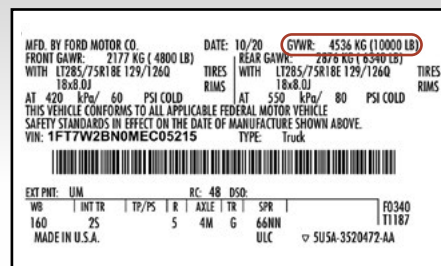 MFD. BY FORD MOTOR CO. DATE: 10/20 GVWR: 4536 KG (10000 LB)
FRONT GAWR: 2177 KG ( 4800 LB) REAR GAWR: 2876 KG ( 6340 LB)
WITH LT285/75R18E 129/126Q TIRES WITH LT285/75R18E 129/126Q TIRES
18x8.0J RIMS 18x8.0J RIMS
AT 420 kPa/ 60 PSI COLD AT 550 kPa/ 80 PSI COLD
THIS VEHICLE CONFORMS TO ALL APPLICABLE FEDERAL MOTOR VEHICLE
SAFETY STANDARDS IN EFFECT ON THE DATE OF MANUFACTURE SHOWN ABOVE.
VIN: 1FT7W2BN0MEC05215 TYPE: Truck
EXT PNT: UM RC: 48 DSO:
WB INT TR TP/PS R AXLE TR SPR F0340
160 2S 5 4M G 66NN T1187
MADE IN U.S.A. ULC ▽ 5U5A-3520472-AA